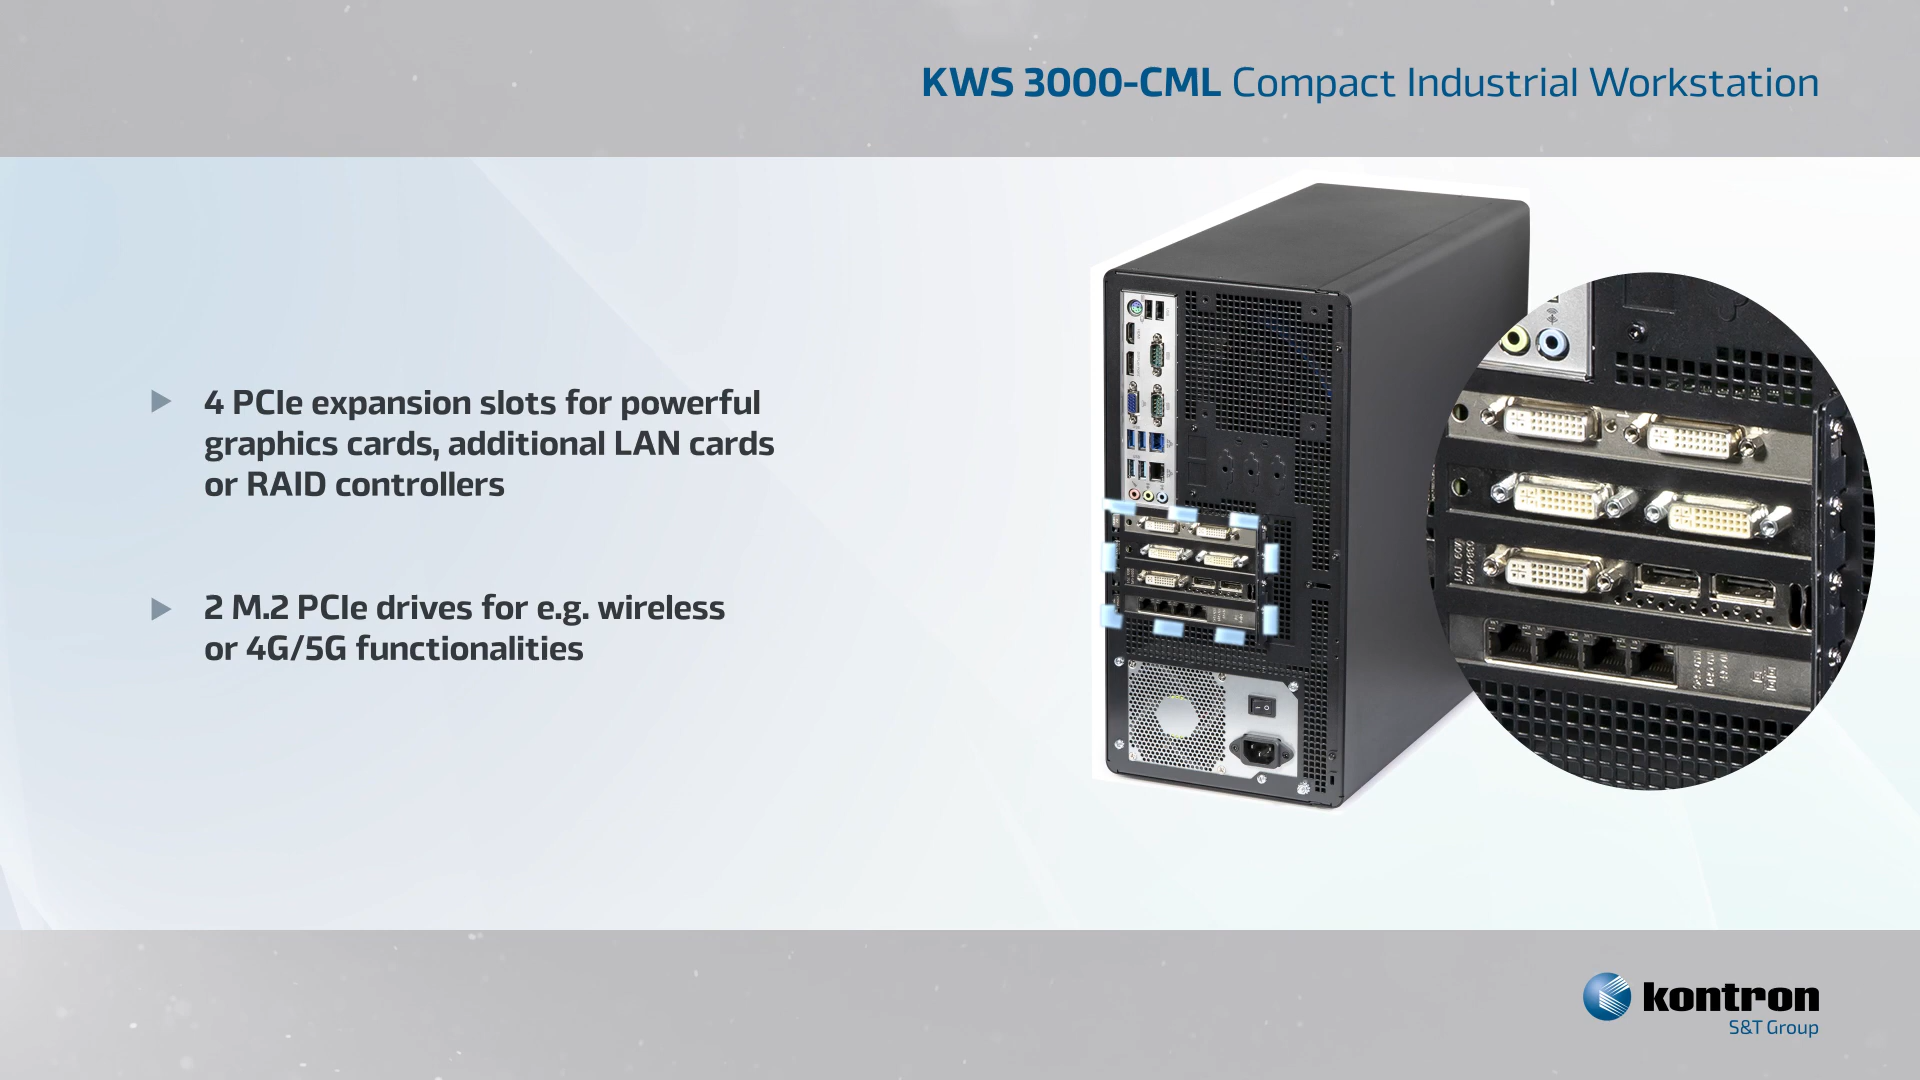 KWS 3000-CML Compact Industrial Workstation
4 PCIe expansion slots for powerful
graphics cards, additional LAN cards
or RAID controllers
2 M.2 PCIe drives for e.g. wireless
or 4G/5G functionalities
kontron
S&T Group